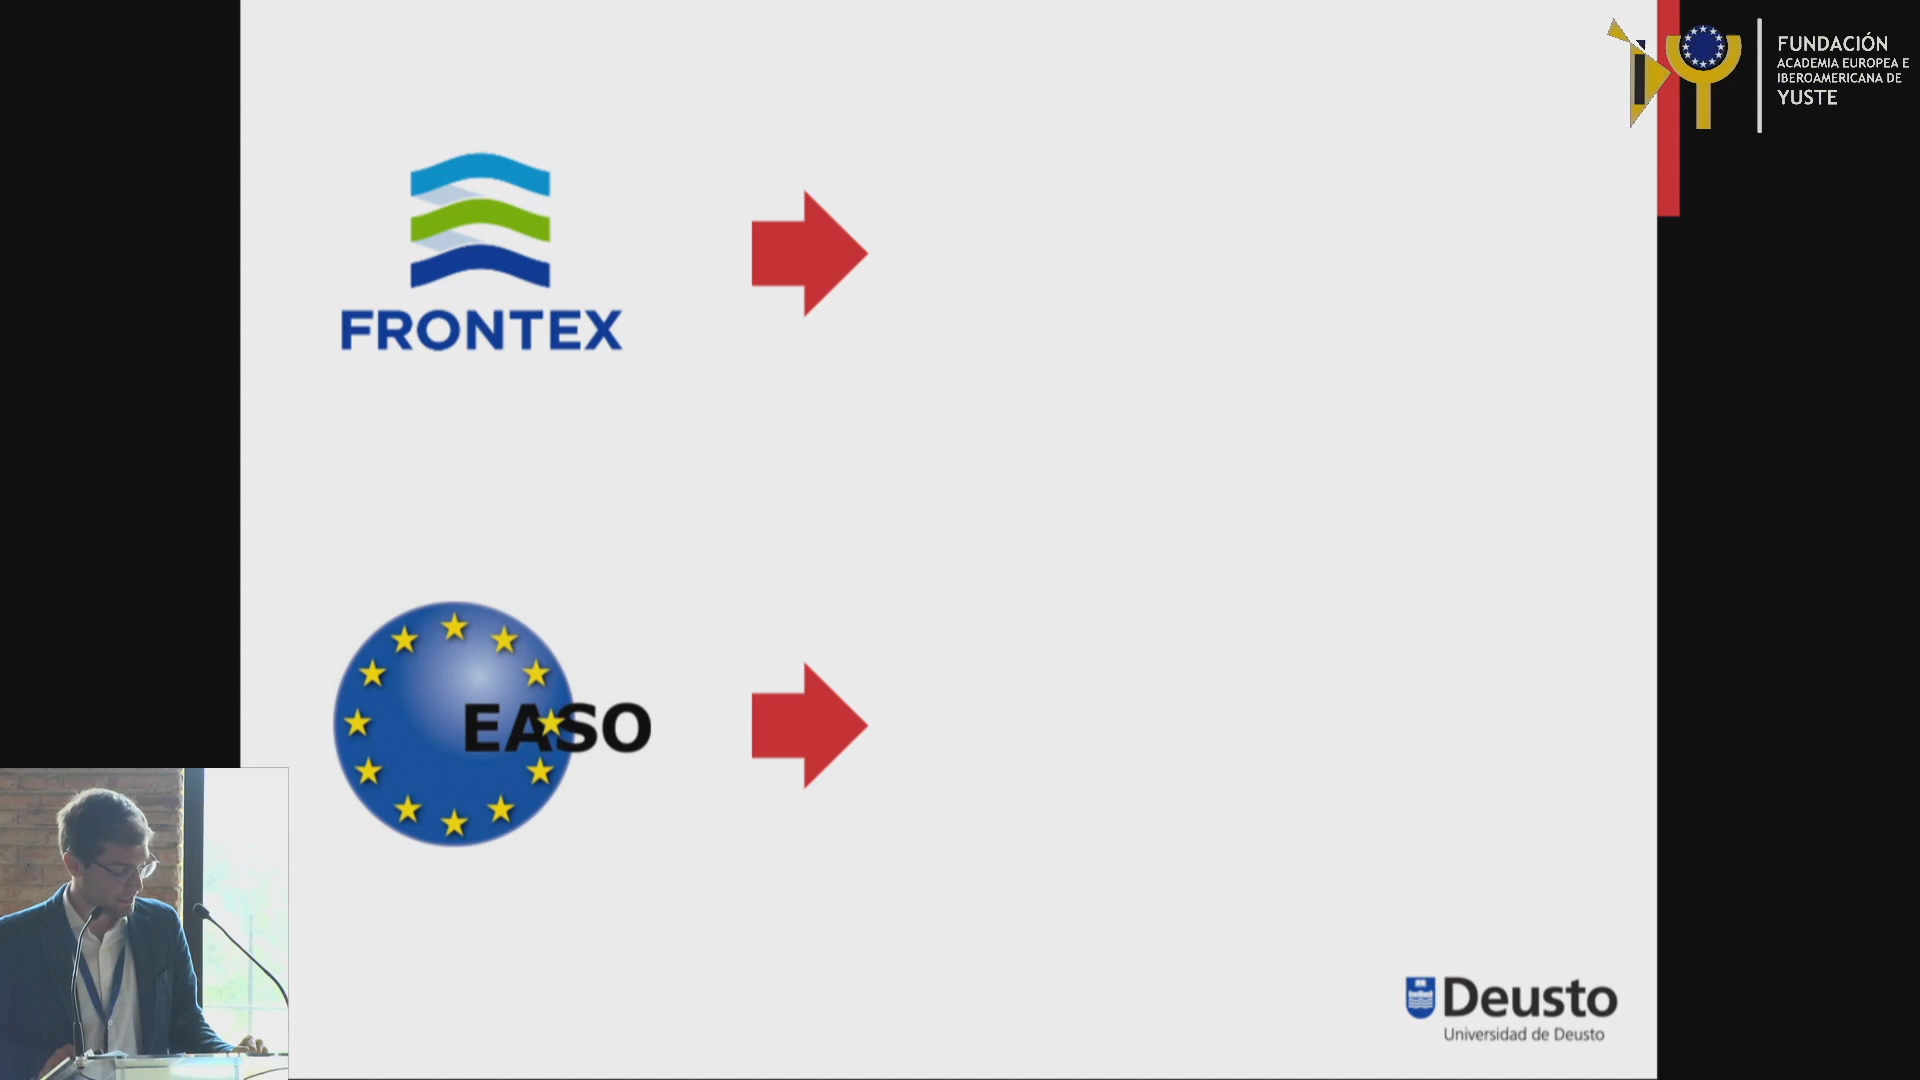 FUNDACIÓN
ACADEMIA EUROPEA E
IBEROAMERICANA DE
YUSTE
FRONTEX
EASO
Deusto
Universidad de Deusto